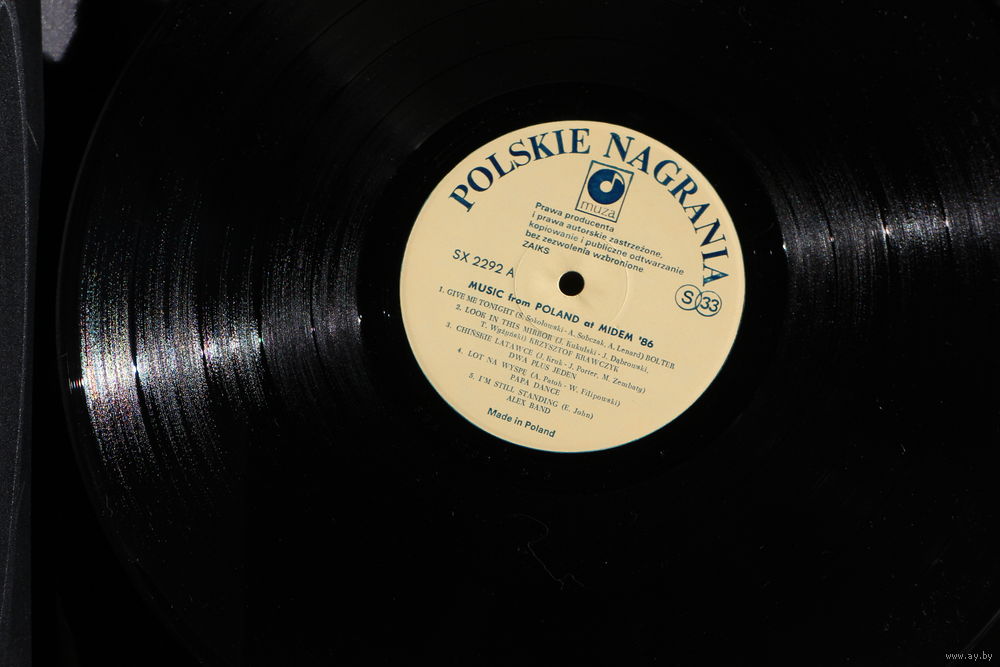 POLSKIE NAGRANIA
muza
Prawa producenta
i prawa autorskie zastrzeżone,
kopiowanie i publiczne odtwarzanie
bez zezwolenia wzbronione
ZAIKS
SX 2292 A
S 33
MUSIC from POLAND at MIDEM '86
1. GIVE ME TONIGHT (S. Sokołowski - A. Sobczak, A. Lenard) BOLTER
2. LOOK IN THIS MIRROR (J. Kukulski - J. Dąbrowski,
T. Wyżyński) KRZYSZTOF KRAWCZYK
3. CHIŃSKIE LATAWCE (J. Kruk - J. Porter, M. Zembaty)
DWA PLUS JEDEN
4. LOT NA WYSPĘ (A. Patoh - W. Filipowski)
PAPA DANCE
5. I'M STILL STANDING (E. John)
ALEX BAND
Made in Poland
www.ay.by